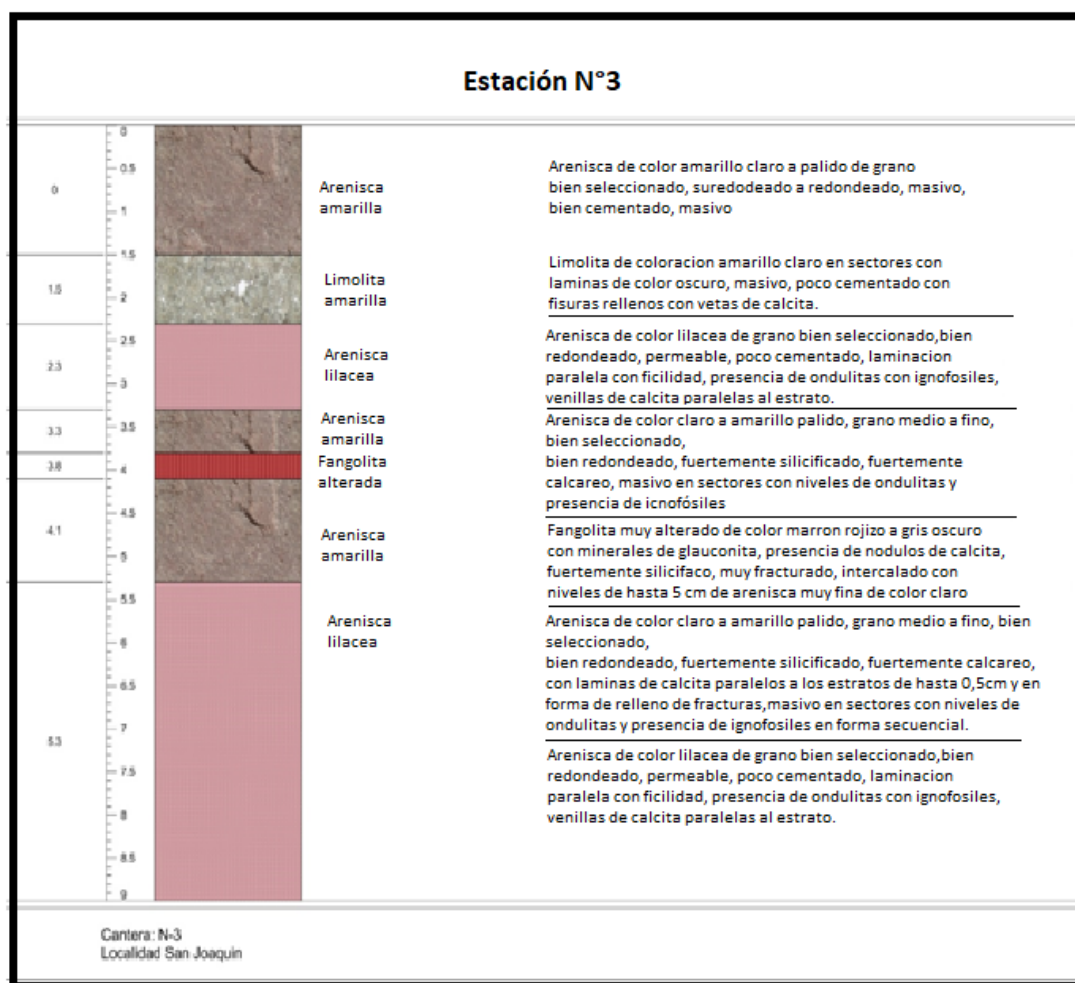 Estación N°3
0
0.5
1
1.5
2
2.5
3
3.5
4
4.5
5
5.5
6
6.5
7
7.5
8
8.5
9
0
1.5
2.3
3.3
3.8
4.1
5.3
Arenisca
amarilla
Arenisca de color amarillo claro a palido de grano
bien seleccionado, suredodeado a redondeado, masivo,
bien cementado, masivo
Limolita
amarilla
Limolita de coloracion amarillo claro en sectores con
laminas de color oscuro, masivo, poco cementado con
fisuras rellenos con vetas de calcita.
Arenisca
lilacea
Arenisca de color lilacea de grano bien seleccionado,bien
redondeado, permeable, poco cementado, laminacion
paralela con ficilidad, presencia de ondulitas con ignofosiles,
venillas de calcita paralelas al estrato.
Arenisca
amarilla
Arenisca de color claro a amarillo palido, grano medio a fino,
bien seleccionado,
bien redondeado, fuertemente silicificado, fuertemente
calcareo, masivo en sectores con niveles de ondulitas y
presencia de icnofósiles
Fangolita
alterada
Fangolita muy alterado de color marron rojizo a gris oscuro
con minerales de glauconita, presencia de nodulos de calcita,
fuertemente silicifaco, muy fracturado, intercalado con
niveles de hasta 5 cm de arenisca muy fina de color claro
Arenisca
amarilla
Arenisca de color claro a amarillo palido, grano medio a fino, bien
seleccionado,
bien redondeado, fuertemente silicificado, fuertemente calcareo,
con laminas de calcita paralelos a los estratos de hasta 0,5cm y en
forma de relleno de fracturas,masivo en sectores con niveles de
ondulitas y presencia de ignofosiles en forma secuencial.
Arenisca
lilacea
Arenisca de color lilacea de grano bien seleccionado,bien
redondeado, permeable, poco cementado, laminacion
paralela con ficilidad, presencia de ondulitas con ignofosiles,
venillas de calcita paralelas al estrato.
Cantera: N-3
Localidad San Joaquin